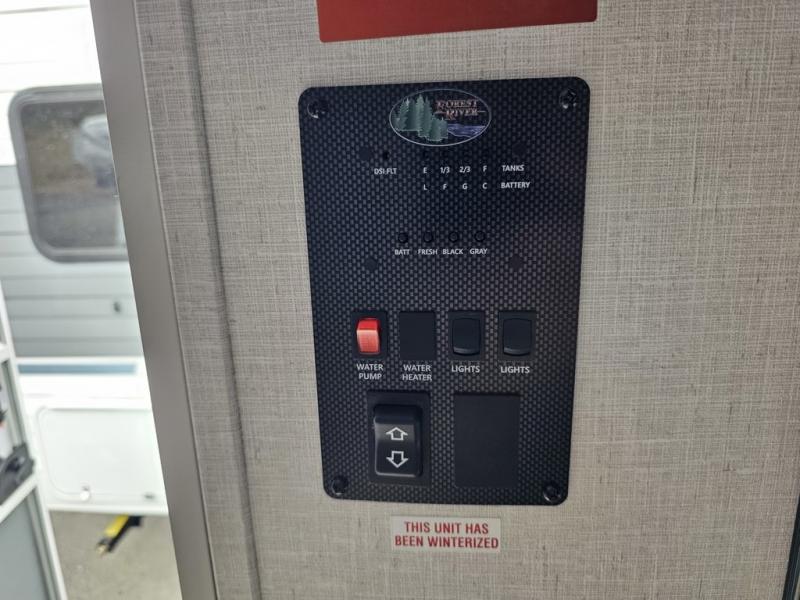 FOREST
RIVER
DSI FLT
E 1/3 2/3 F TANKS
L F G C BATTERY
BATT FRESH BLACK GRAY
WATER PUMP
WATER HEATER
LIGHTS
LIGHTS
THIS UNIT HAS
BEEN WINTERIZED